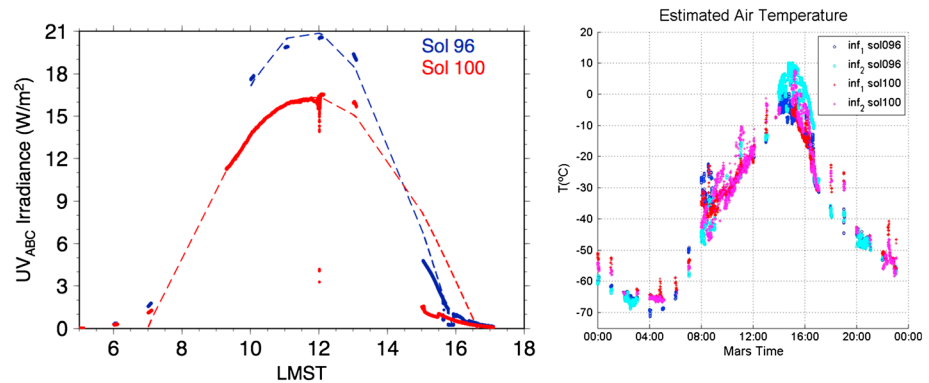 Estimated Air Temperature
21
18
15
12
9
6
3
0
UV_ABC Irradiance (W/m²)
Sol 96
Sol 100
6 8 10 12 14 16 18
LMST
20
10
0
-10
-20
-30
-40
-50
-60
-70
T(ºC)
inf₁ sol096
inf₂ sol096
inf₁ sol100
inf₂ sol100
00:00 04:00 08:00 12:00 16:00 20:00 00:00
Mars Time